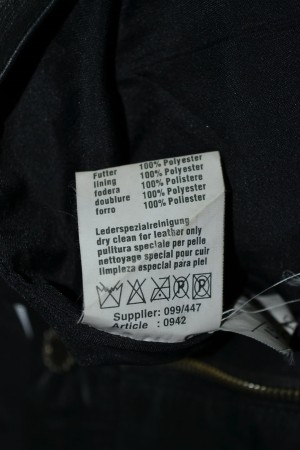 Futter 100% Polyester
lining 100% Polyester
fodera 100% Poliestere
doublure 100% Polyester
forro 100% Poliester
Lederspezialreinigung
dry clean for leather only
pulitura speciale per pelle
nettoyage special pour cuir
limpieza especial para piel
P P
Supplier: 099/447
Article : 0942